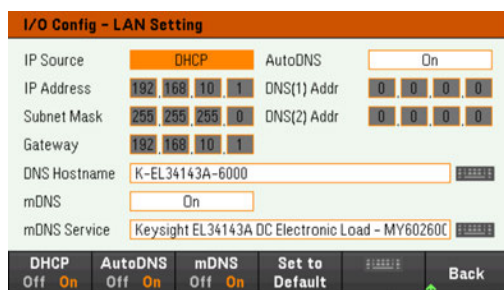 I/O Config - LAN Setting
IP Source DHCP AutoDNS On
IP Address 192 . 168 . 10 . 1 DNS(1) Addr 0 . 0 . 0 . 0
Subnet Mask 255 . 255 . 255 . 0 DNS(2) Addr 0 . 0 . 0 . 0
Gateway 192 . 168 . 10 . 1
DNS Hostname K-EL34143A-6000
mDNS On
mDNS Service Keysight EL34143A DC Electronic Load - MY602600
DHCP AutoDNS mDNS Set to Back
Off On Off On Off On Default